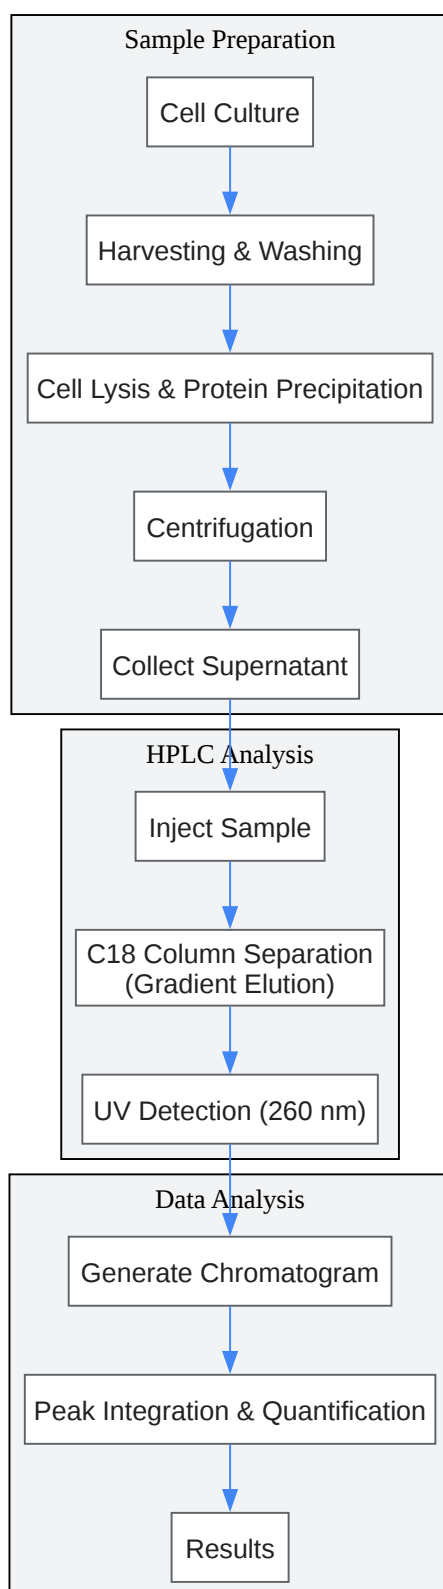 Sample Preparation
Cell Culture
Harvesting & Washing
Cell Lysis & Protein Precipitation
Centrifugation
Collect Supernatant
HPLC Analysis
Inject Sample
C18 Column Separation
(Gradient Elution)
UV Detection (260 nm)
Data Analysis
Generate Chromatogram
Peak Integration & Quantification
Results